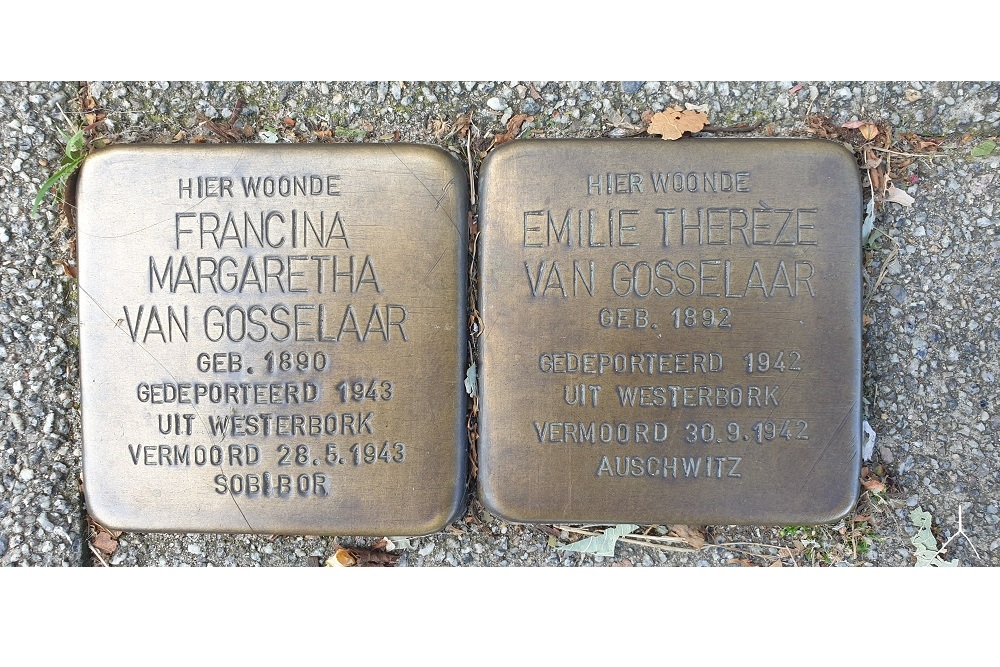 HIER WOONDE
FRANCINA
MARGARETHA
VAN GOSSELAAR
GEB. 1890
GEDEPORTEERD 1943
UIT WESTERBORK
VERMOORD 28.5.1943
SOBIBOR
HIER WOONDE
EMILIE THERÈZE
VAN GOSSELAAR
GEB. 1892
GEDEPORTEERD 1942
UIT WESTERBORK
VERMOORD 30.9.1942
AUSCHWITZ